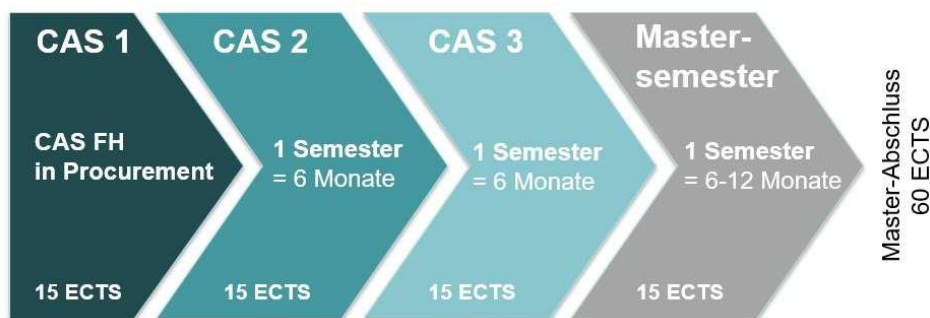 CAS 1
CAS FH
in Procurement
15 ECTS
CAS 2
1 Semester
= 6 Monate
15 ECTS
CAS 3
1 Semester
= 6 Monate
15 ECTS
Master-
semester
1 Semester
= 6-12 Monate
15 ECTS
Master-Abschluss
60 ECTS